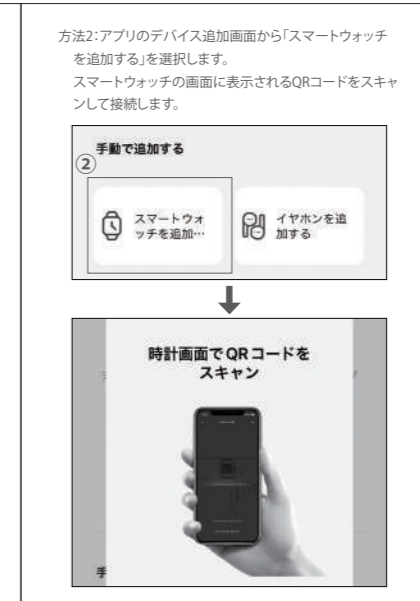 方法2：アプリのデバイス追加画面から「スマートウォッチ
を追加する」を選択します。
スマートウォッチの画面に表示されるQRコードをスキャ
ンして接続します。
手動で追加する
②
スマートウォ
ッチを追加…
イヤホンを追
加する
時計画面でQRコードを
スキャン
手